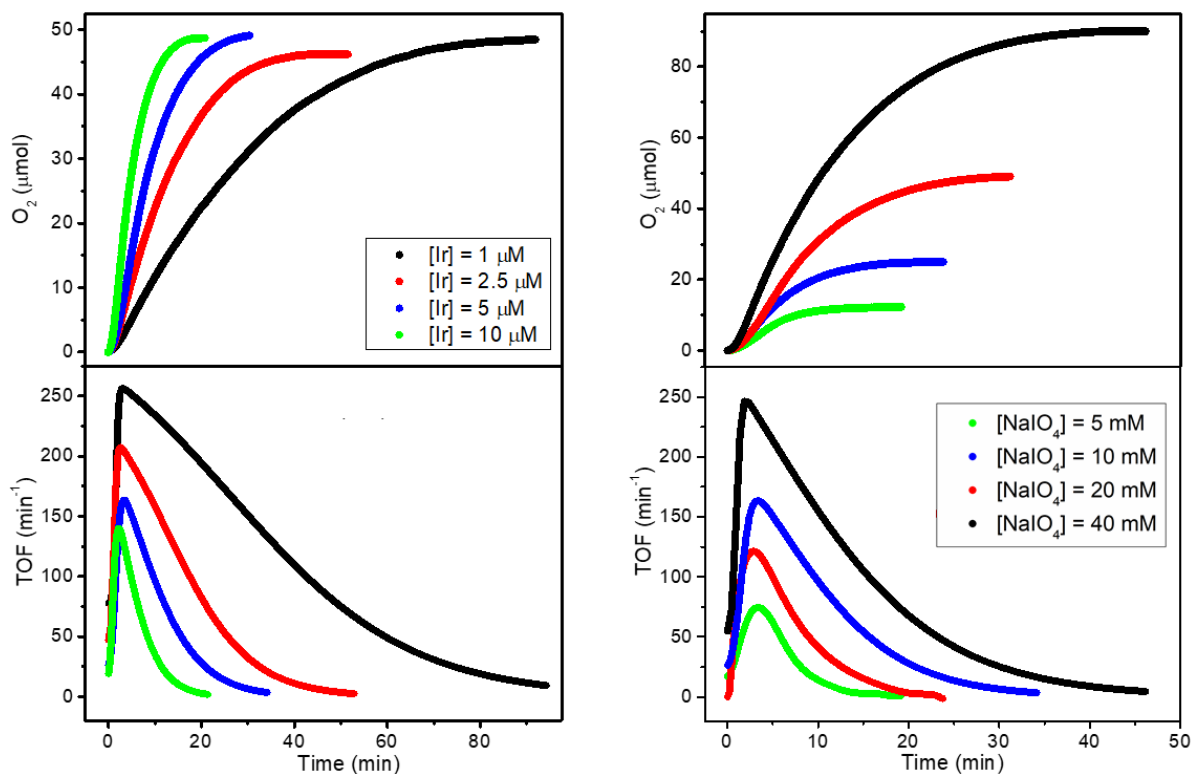 50
40
30
20
10
0
O₂ (μmol)
[Ir] = 1 μM
[Ir] = 2.5 μM
[Ir] = 5 μM
[Ir] = 10 μM
250
200
150
100
50
0
TOF (min⁻¹)
0 20 40 60 80
Time (min)
80
60
40
20
0
O₂ (μmol)
250
200
150
100
50
0
TOF (min⁻¹)
[NaIO₄] = 5 mM
[NaIO₄] = 10 mM
[NaIO₄] = 20 mM
[NaIO₄] = 40 mM
0 10 20 30 40 50
Time (min)